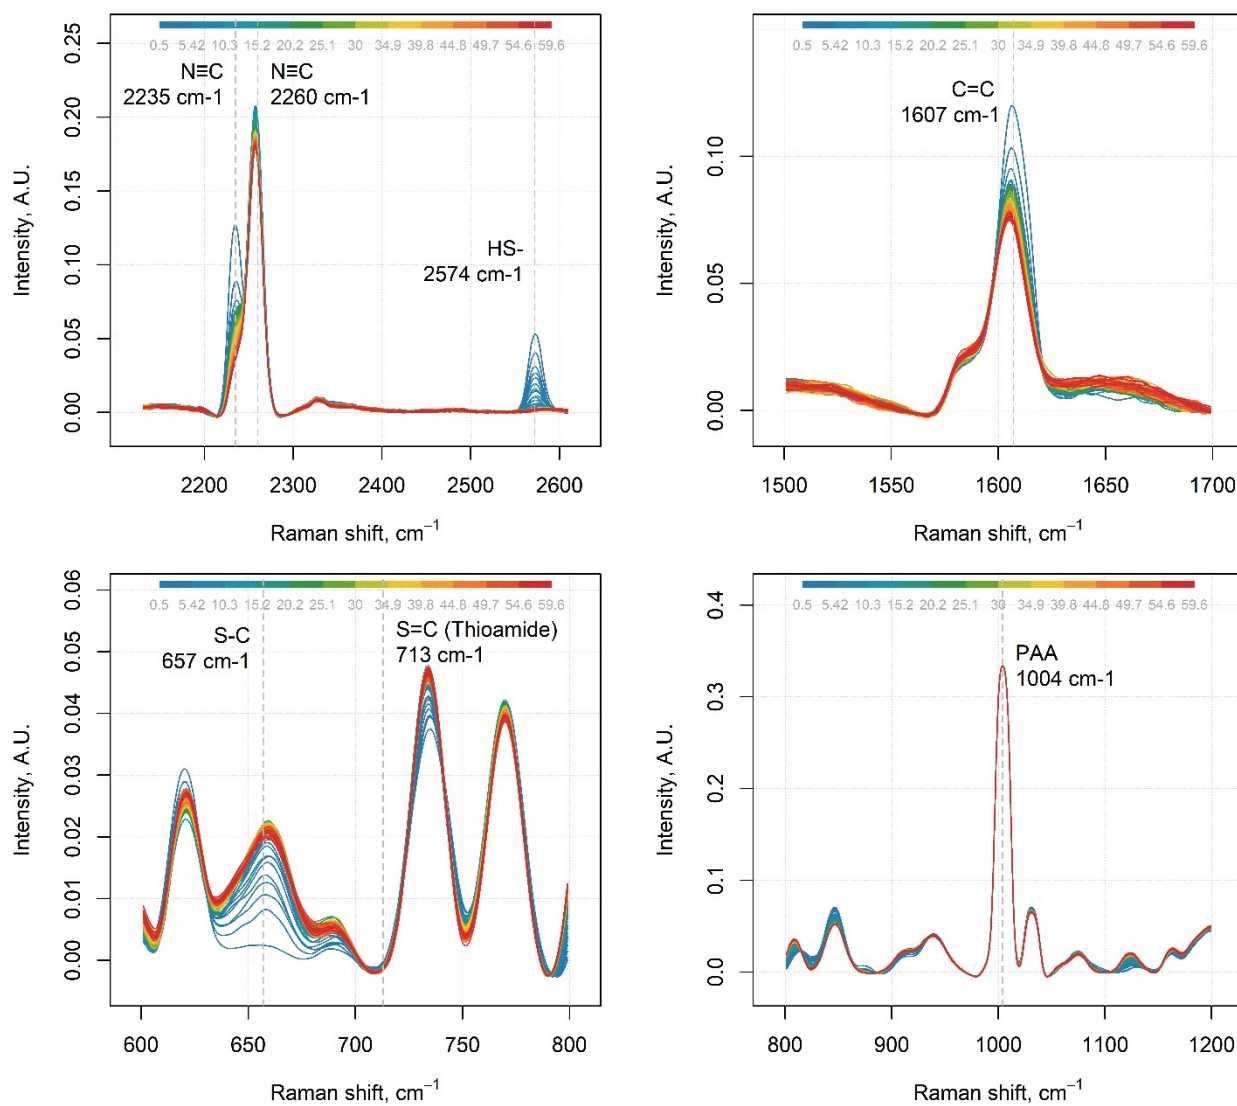 0.5 5.42 10.3 15.2 20.2 25.1 30 34.9 39.8 44.8 49.7 54.6 59.6
N≡C
2235 cm-1
N≡C
2260 cm-1
HS-
2574 cm-1
Intensity, A.U.
0.25
0.20
0.15
0.10
0.05
0.00
2200 2300 2400 2500 2600
Raman shift, cm⁻¹
0.5 5.42 10.3 15.2 20.2 25.1 30 34.9 39.8 44.8 49.7 54.6 59.6
C=C
1607 cm-1
Intensity, A.U.
0.10
0.05
0.00
1500 1550 1600 1650 1700
Raman shift, cm⁻¹
0.5 5.42 10.3 15.2 20.2 25.1 30 34.9 39.8 44.8 49.7 54.6 59.6
S-C
657 cm-1
S=C (Thioamide)
713 cm-1
Intensity, A.U.
0.06
0.05
0.04
0.03
0.02
0.01
0.00
600 650 700 750 800
Raman shift, cm⁻¹
0.5 5.42 10.3 15.2 20.2 25.1 30 34.9 39.8 44.8 49.7 54.6 59.6
PAA
1004 cm-1
Intensity, A.U.
0.4
0.3
0.2
0.1
0.0
800 900 1000 1100 1200
Raman shift, cm⁻¹